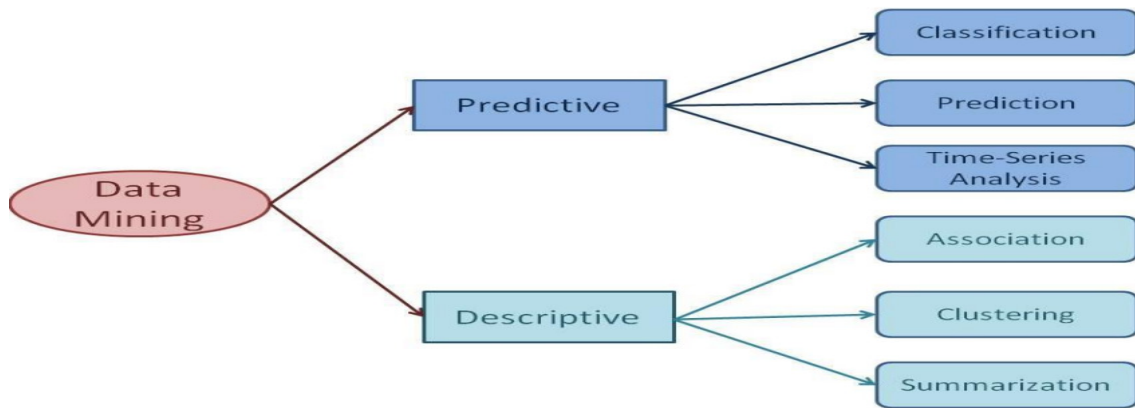 Data
Mining
Predictive
Classification
Prediction
Time-Series
Analysis
Descriptive
Association
Clustering
Summarization